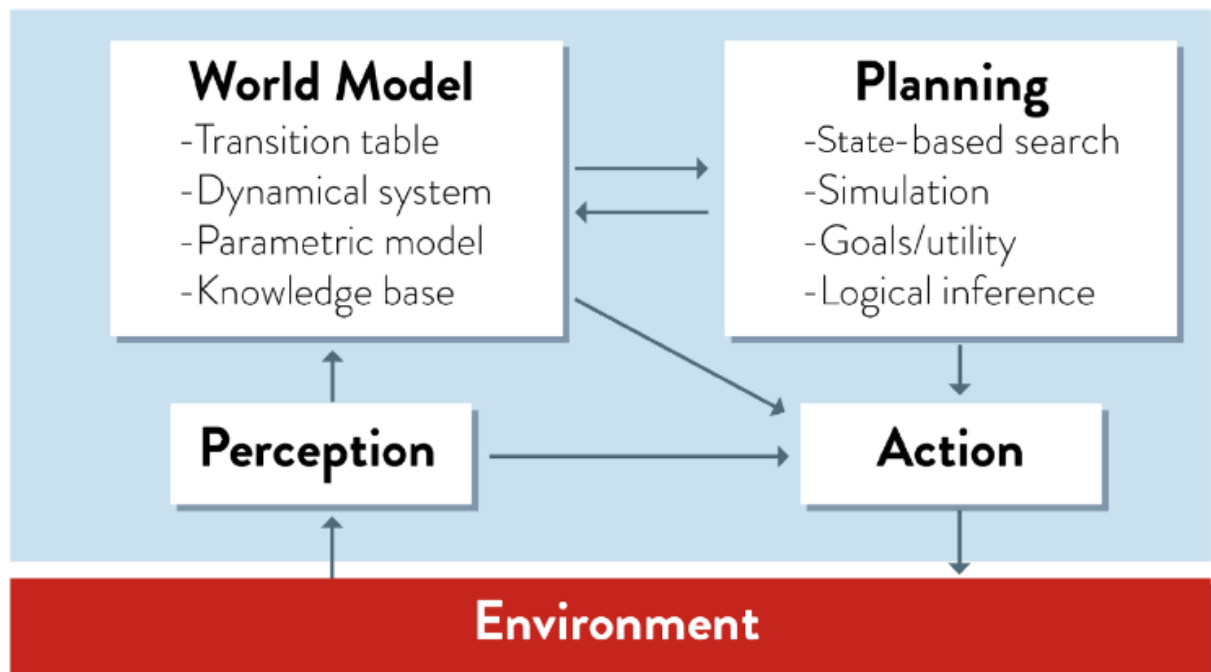 World Model
-Transition table
-Dynamical system
-Parametric model
-Knowledge base
Planning
-State-based search
-Simulation
-Goals/utility
-Logical inference
Perception
Action
Environment